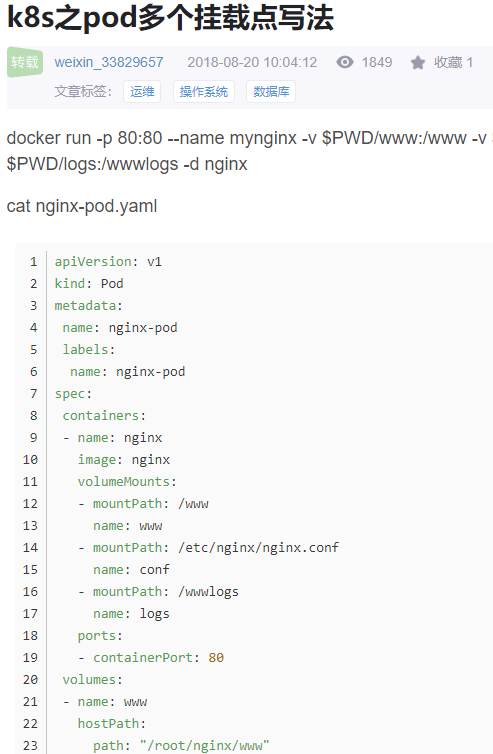 k8s之pod多个挂载点写法
转载 weixin_33829657 2018-08-20 10:04:12 1849 收藏 1
文章标签： 运维 操作系统 数据库
docker run -p 80:80 --name mynginx -v $PWD/www:/www -v
$PWD/logs:/wwwlogs -d nginx
cat nginx-pod.yaml
1 apiVersion: v1
2 kind: Pod
3 metadata:
4 name: nginx-pod
5 labels:
6 name: nginx-pod
7 spec:
8 containers:
9 - name: nginx
10 image: nginx
11 volumeMounts:
12 - mountPath: /www
13 name: www
14 - mountPath: /etc/nginx/nginx.conf
15 name: conf
16 - mountPath: /wwwlogs
17 name: logs
18 ports:
19 - containerPort: 80
20 volumes:
21 - name: www
22 hostPath:
23 path: "/root/nginx/www"